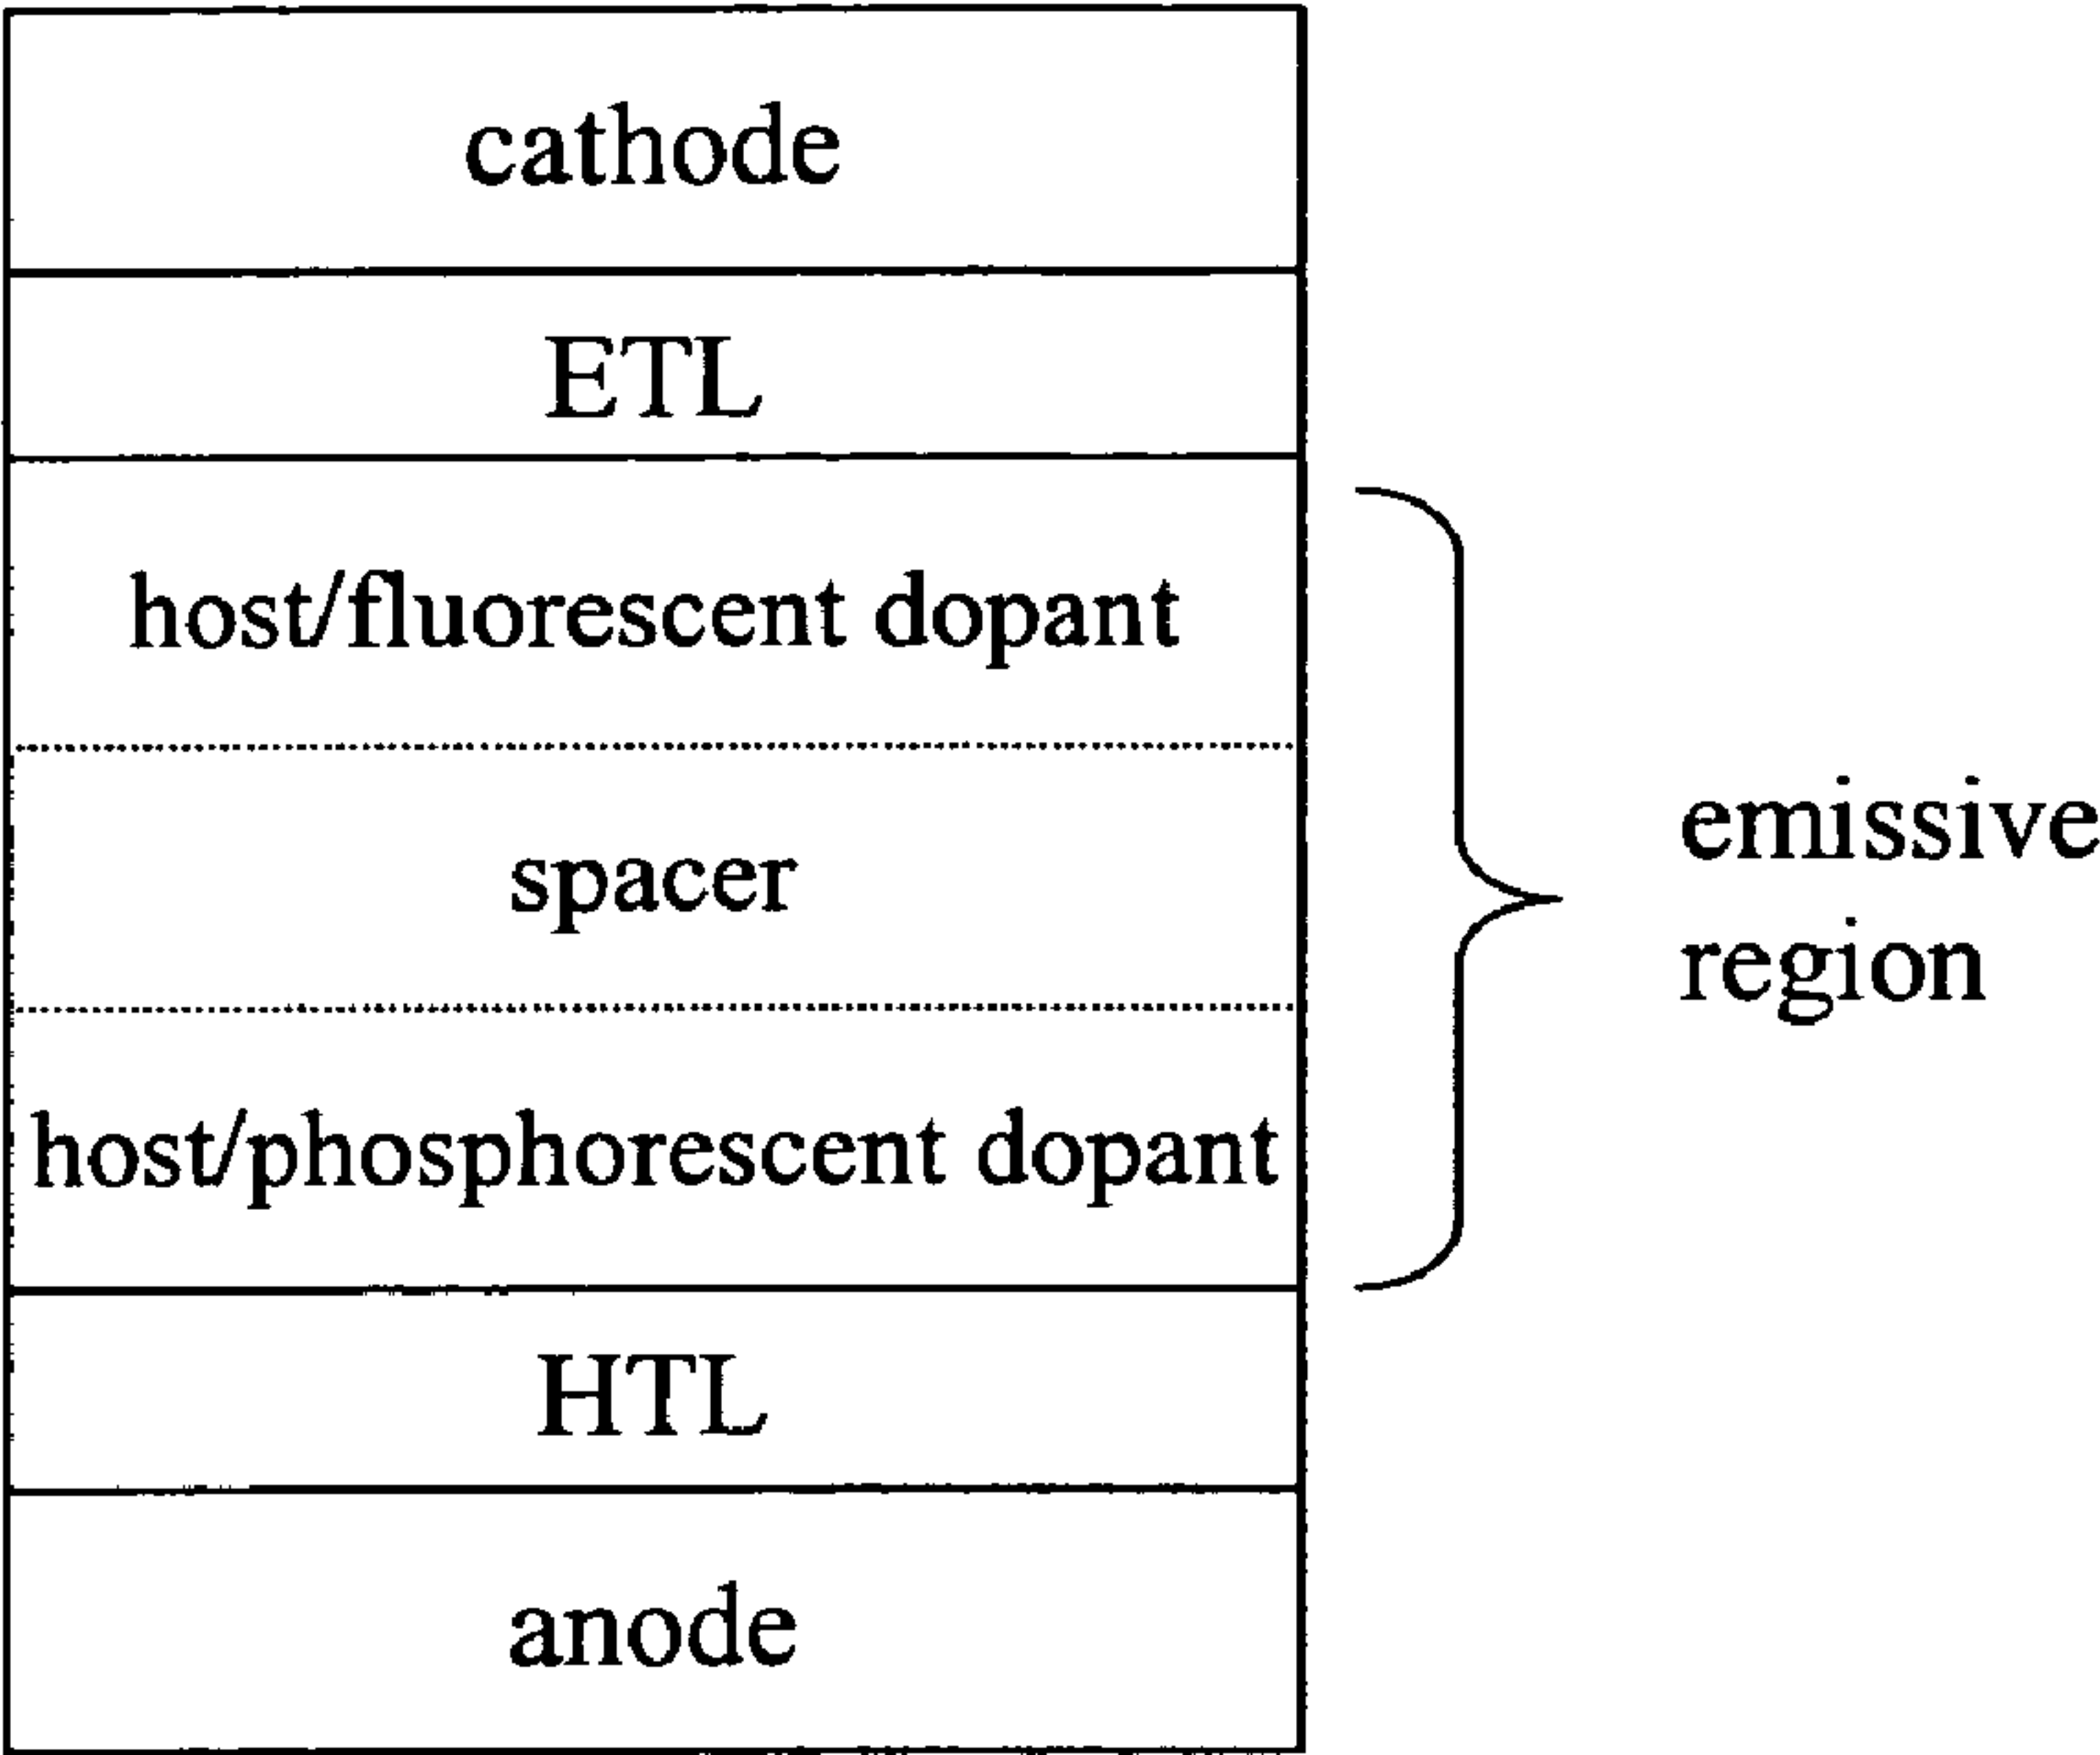 cathode
ETL
host/fluorescent dopant
spacer
host/phosphorescent dopant
HTL
anode
emissive
region